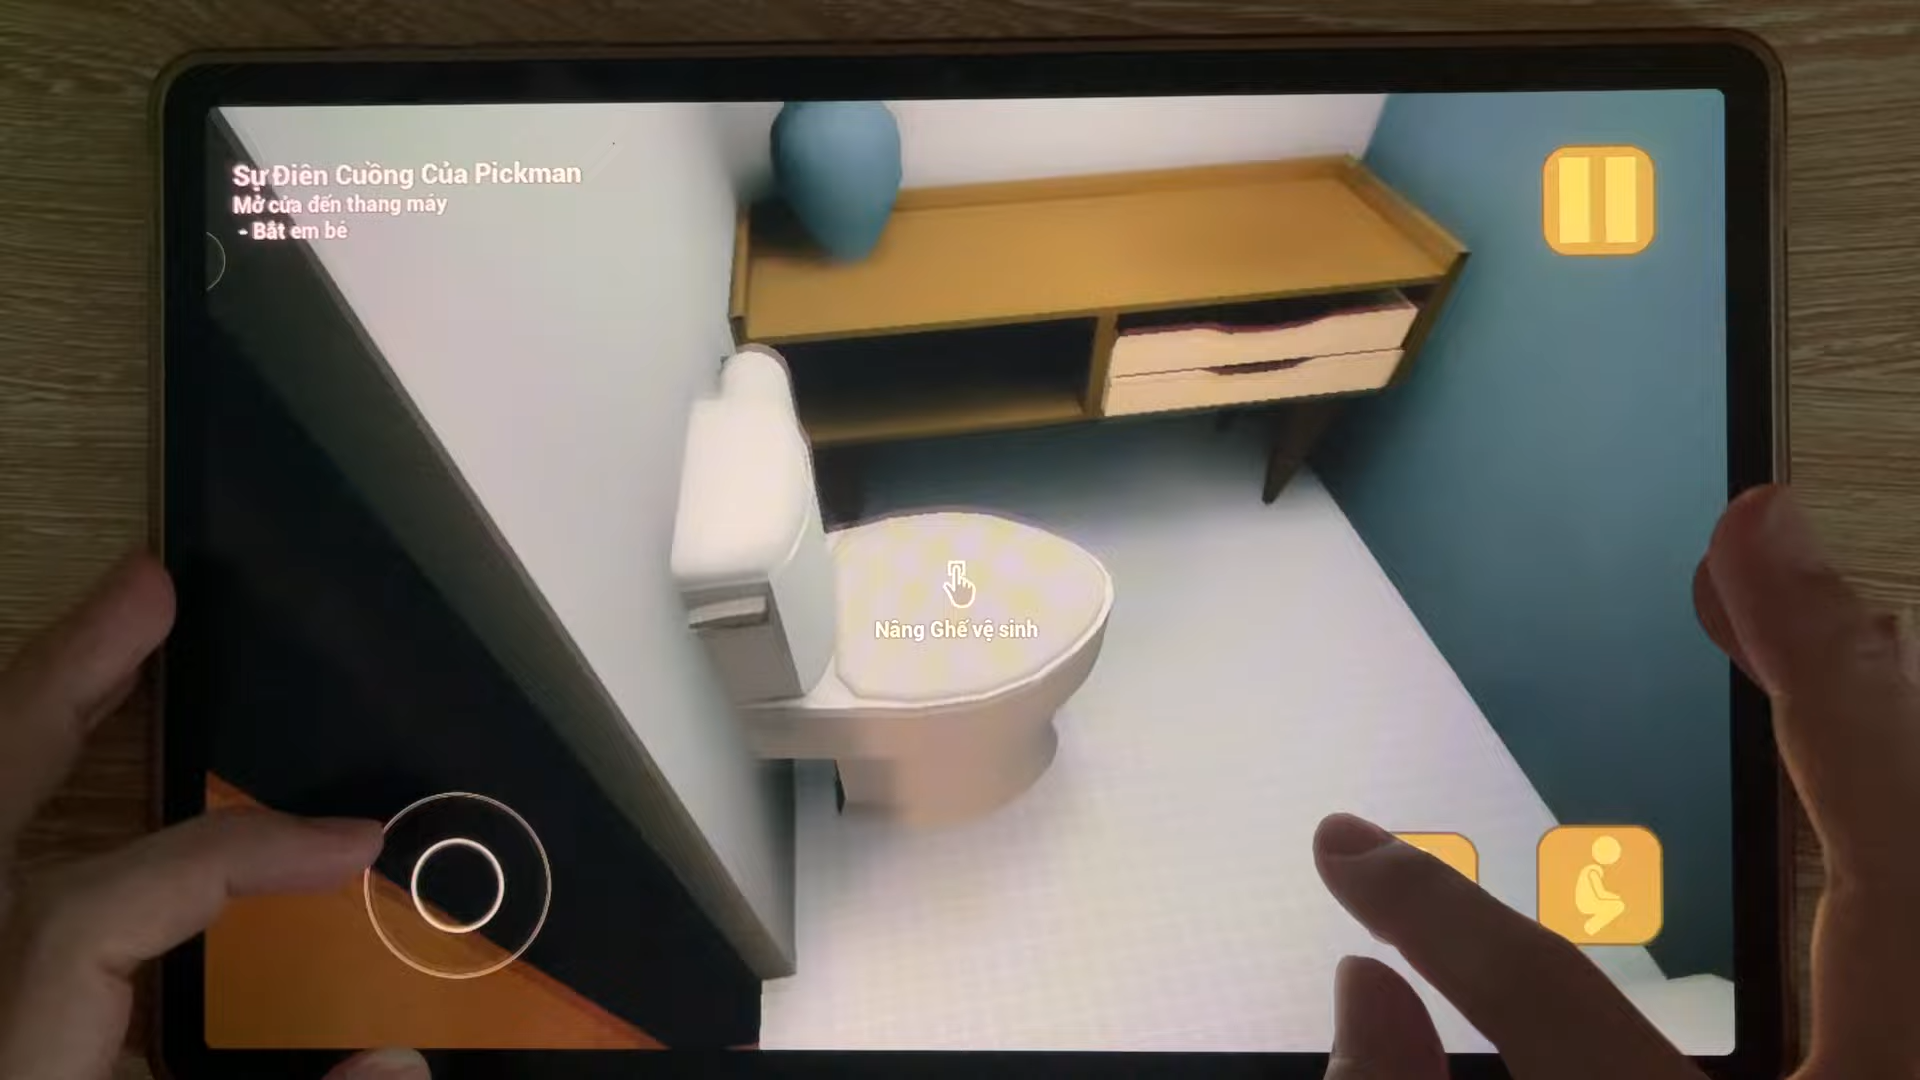 Sự Điên Cuồng Của Pickman
Mở cửa đến thang máy
- Bắt em bé
Nâng Ghế vệ sinh